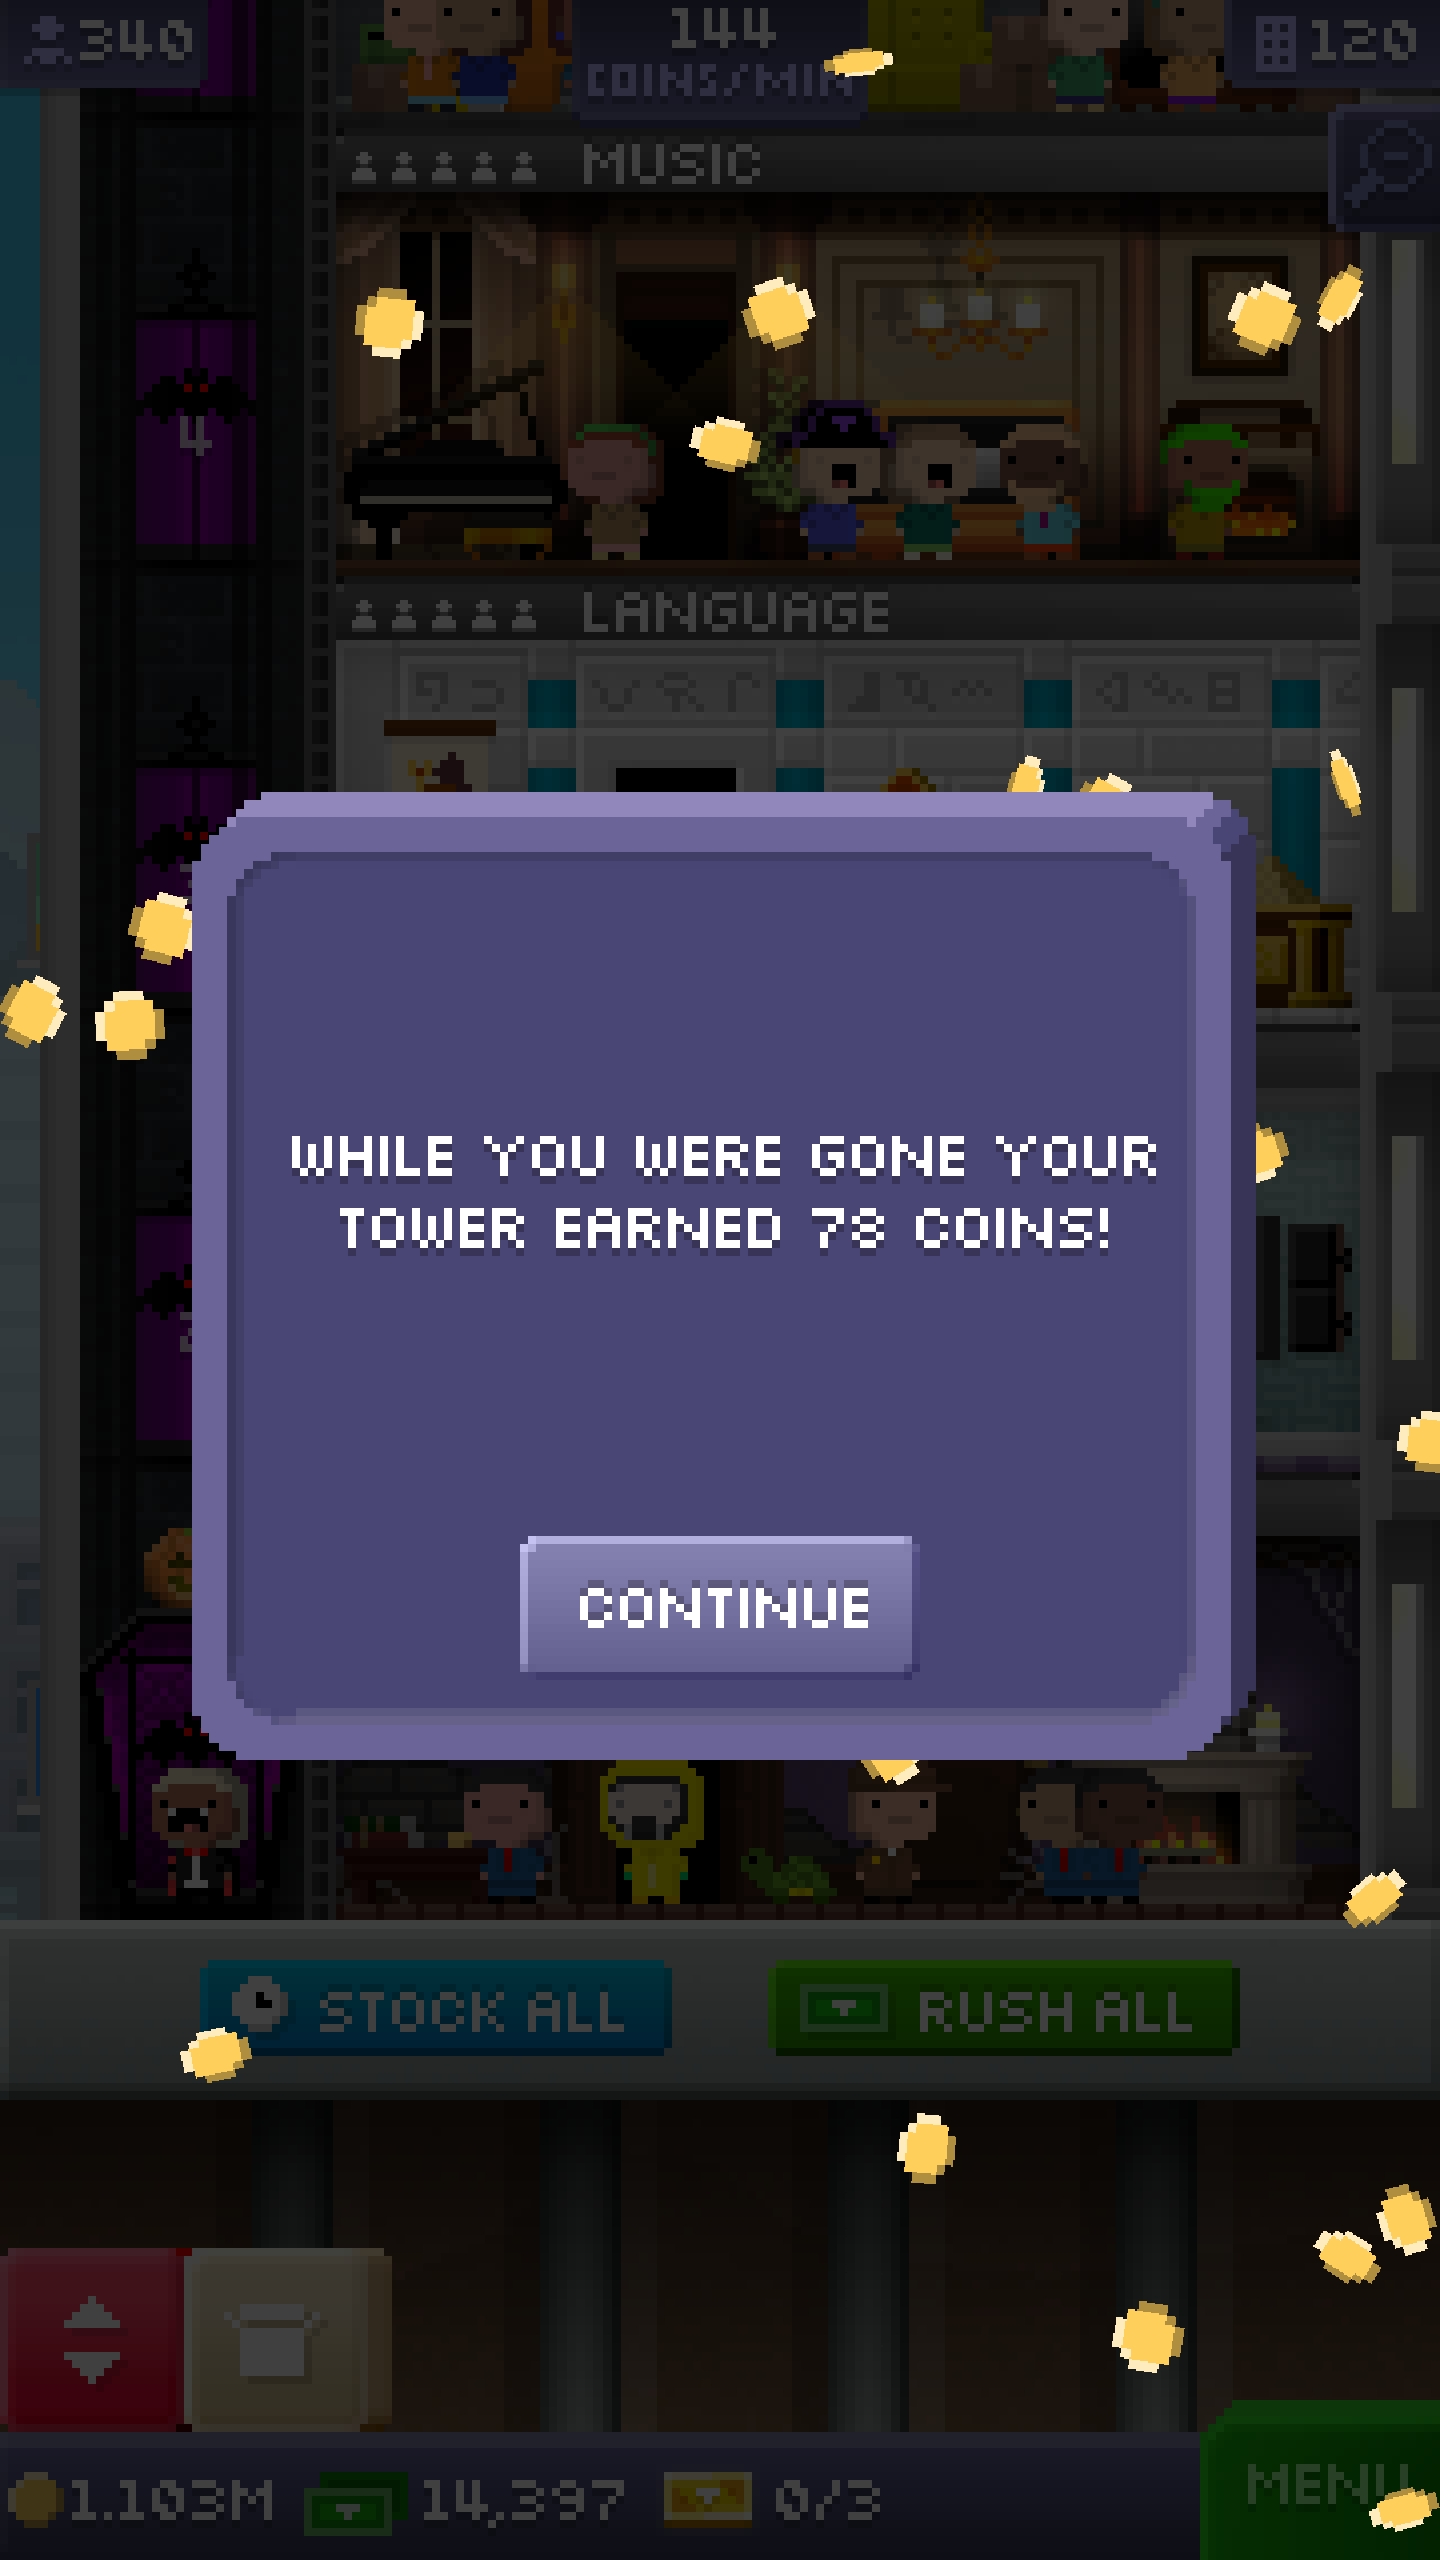 340
144
COINS/MIN
120
MUSIC
4
LANGUAGE
WHILE YOU WERE GONE YOUR
TOWER EARNED 78 COINS!
CONTINUE
STOCK ALL
RUSH ALL
1.103M
14,397
0/3
MENU